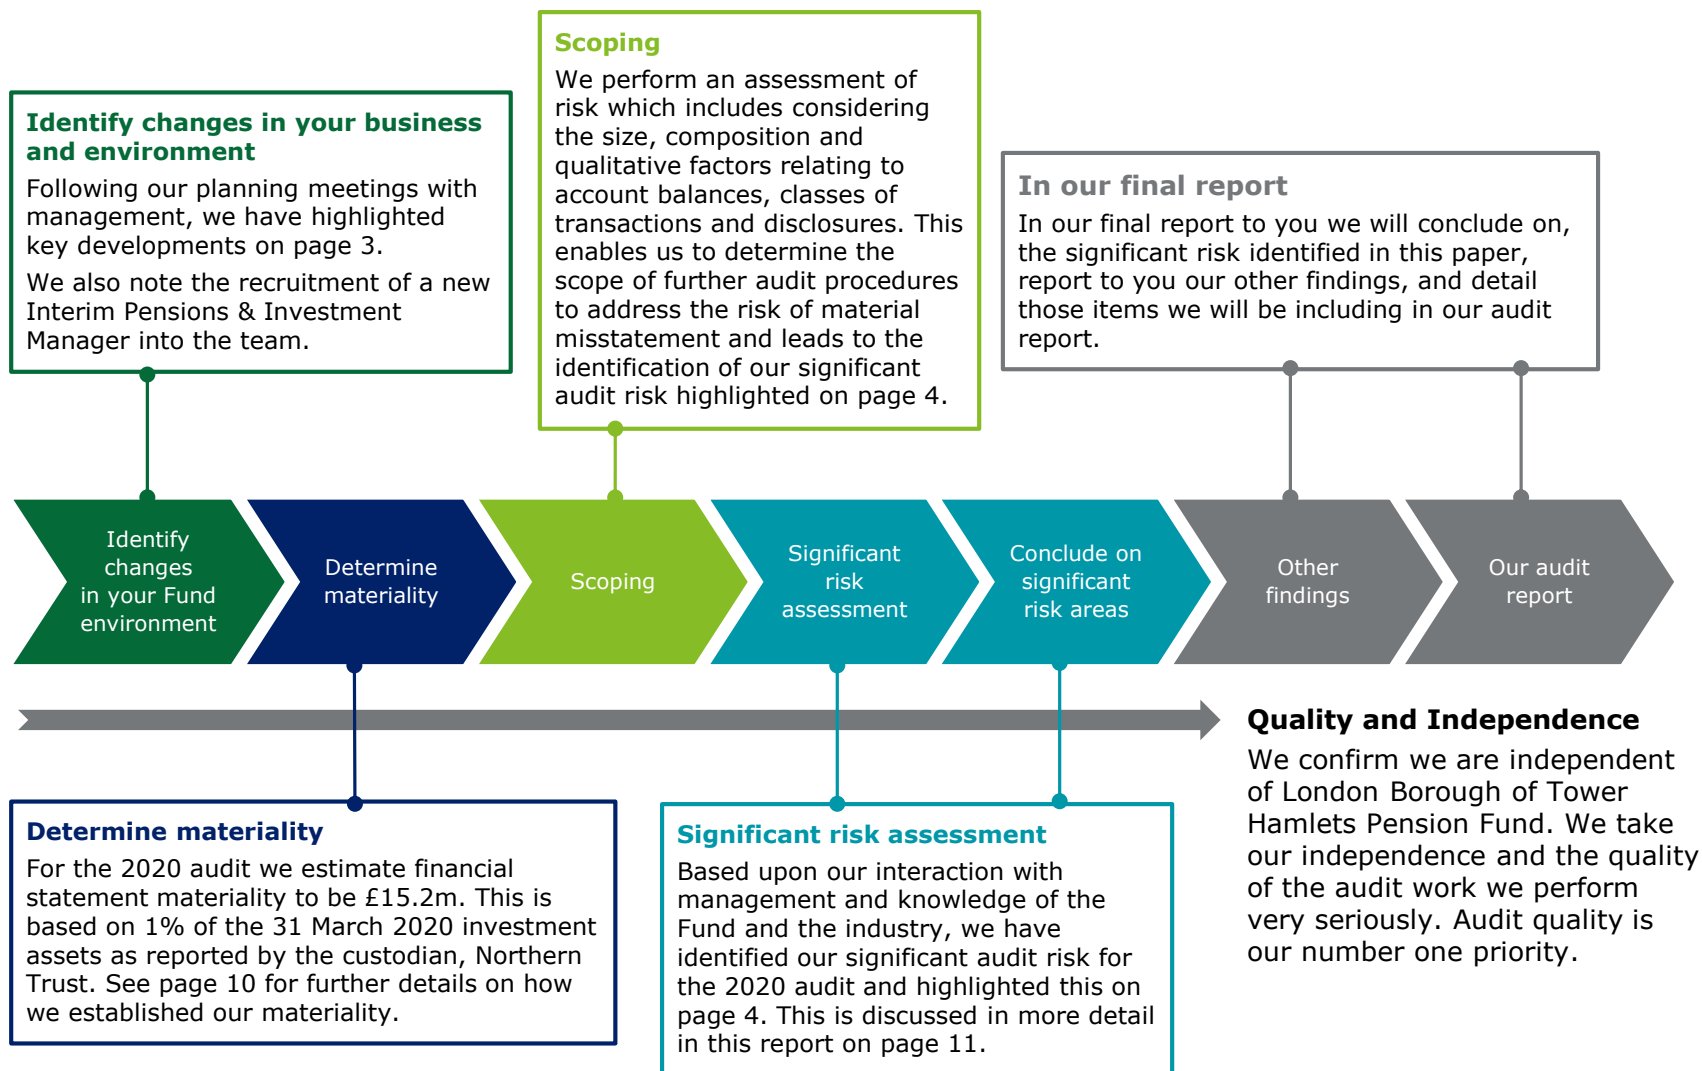 Identify changes in your business
and environment
Following our planning meetings with
management, we have highlighted
key developments on page 3.
We also note the recruitment of a new
Interim Pensions & Investment
Manager into the team.
Scoping
We perform an assessment of
risk which includes considering
the size, composition and
qualitative factors relating to
account balances, classes of
transactions and disclosures. This
enables us to determine the
scope of further audit procedures
to address the risk of material
misstatement and leads to the
identification of our significant
audit risk highlighted on page 4.
In our final report
In our final report to you we will conclude on,
the significant risk identified in this paper,
report to you our other findings, and detail
those items we will be including in our audit
report.
Identify
changes
in your Fund
environment
Determine
materiality
Scoping
Significant
risk
assessment
Conclude on
significant
risk areas
Other
findings
Our audit
report
Determine materiality
For the 2020 audit we estimate financial
statement materiality to be £15.2m. This is
based on 1% of the 31 March 2020 investment
assets as reported by the custodian, Northern
Trust. See page 10 for further details on how
we established our materiality.
Significant risk assessment
Based upon our interaction with
management and knowledge of the
Fund and the industry, we have
identified our significant audit risk for
the 2020 audit and highlighted this on
page 4. This is discussed in more detail
in this report on page 11.
Quality and Independence
We confirm we are independent
of London Borough of Tower
Hamlets Pension Fund. We take
our independence and the quality
of the audit work we perform
very seriously. Audit quality is
our number one priority.